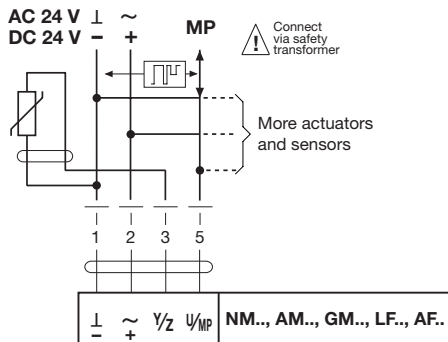 AC 24 V ⊥ ~
DC 24 V – +
MP
Connect
via safety
transformer
More actuators
and sensors
1 2 3 5
⊥ ~ Y/Z U/MP
– +
NM.., AM.., GM.., LF.., AF..